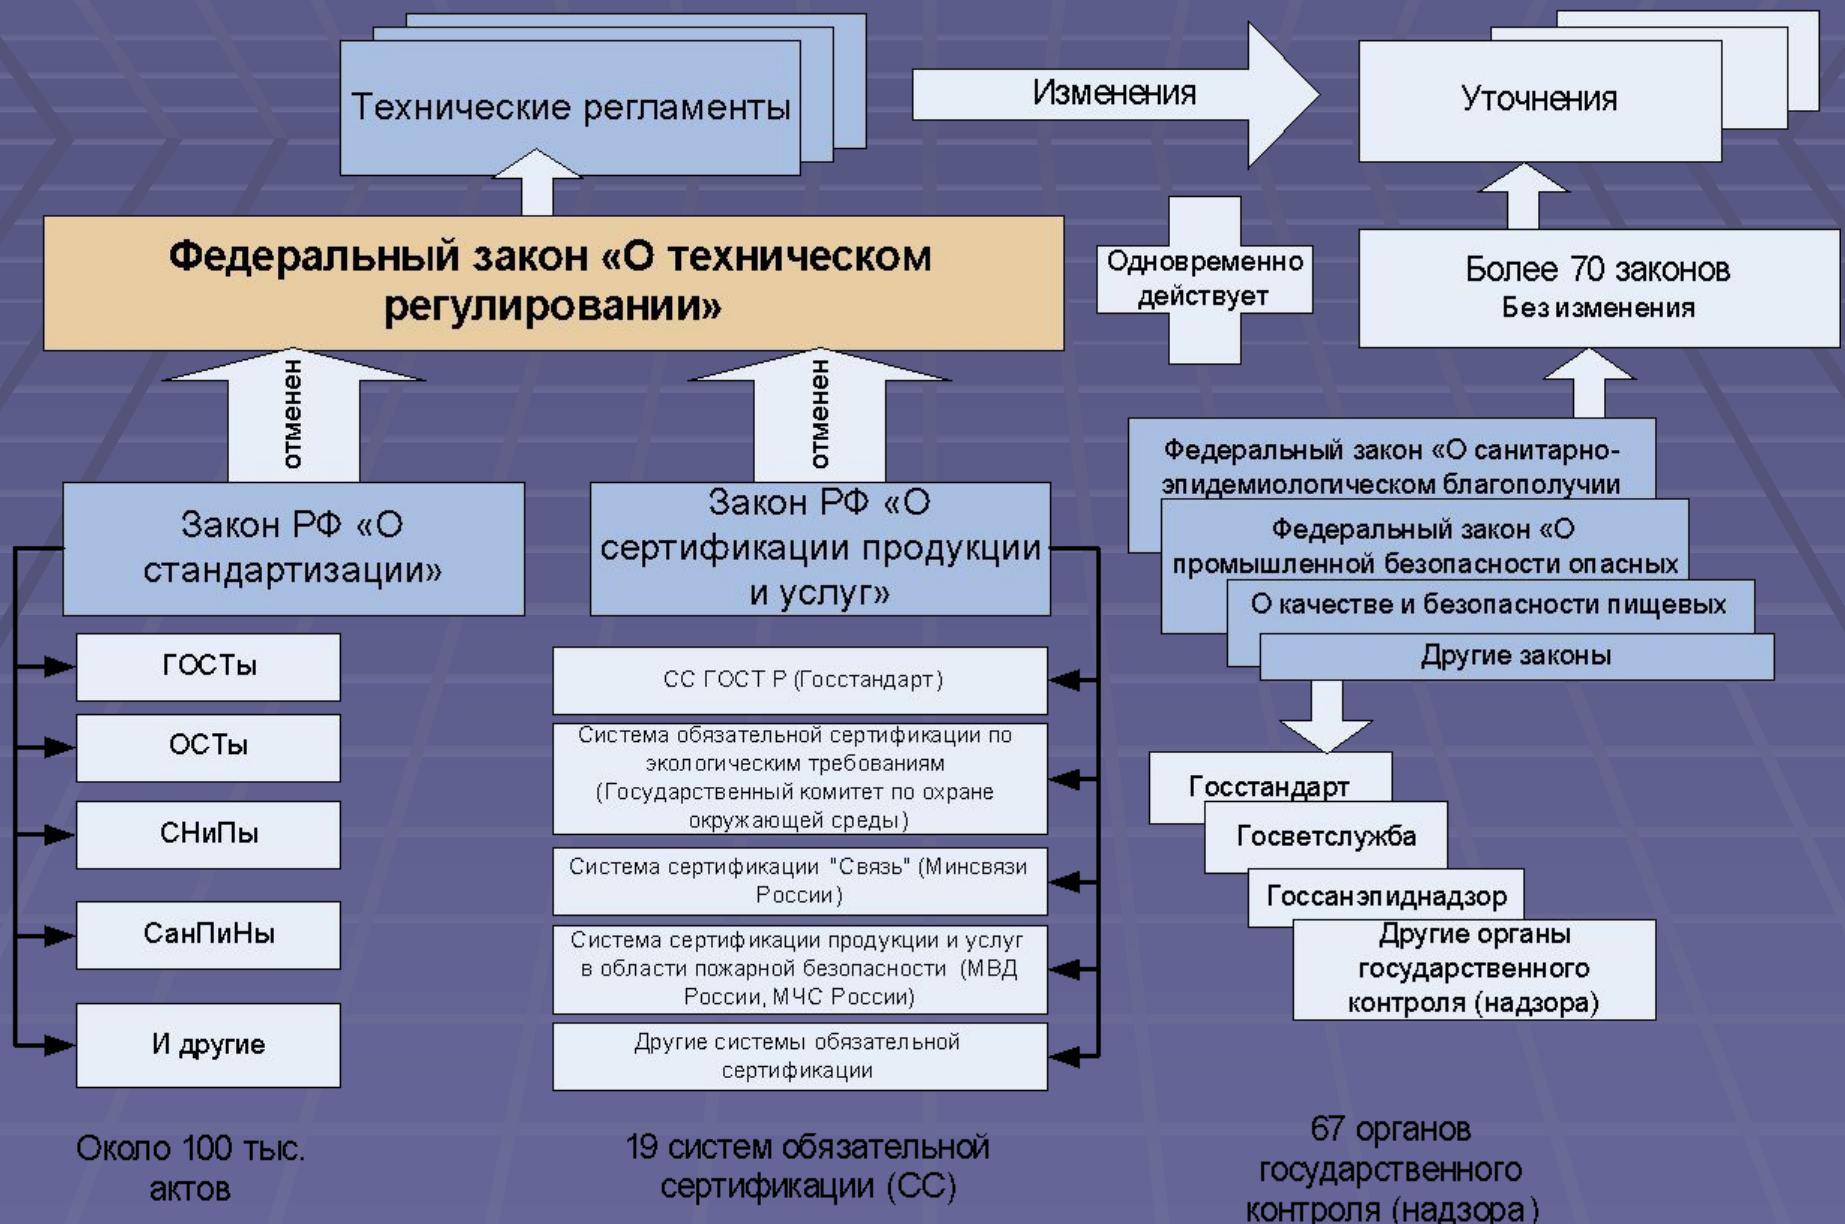 Технические регламенты
Изменения
Уточнения
Федеральный закон «О техническом
регулировании»
Одновременно
действует
Более 70 законов
Без изменения
отменен
отменен
Закон РФ «О
стандартизации»
Закон РФ «О
сертификации продукции
и услуг»
Федеральный закон «О санитарно-
эпидемиологическом благополучии
Федеральный закон «О
промышленной безопасности опасных
О качестве и безопасности пищевых
Другие законы
ГОСТы
ОСТы
СНиПы
СанПиНы
И другие
СС ГОСТ Р (Госстандарт)
Система обязательной сертификации по
экологическим требованиям
(Государственный комитет по охране
окружающей среды)
Система сертификации "Связь" (Минсвязи
России)
Система сертификации продукции и услуг
в области пожарной безопасности (МВД
России, МЧС России)
Другие системы обязательной
сертификации
Госстандарт
Госветслужба
Госсанэпиднадзор
Другие органы
государственного
контроля (надзора)
Около 100 тыс.
актов
19 систем обязательной
сертификации (СС)
67 органов
государственного
контроля (надзора)